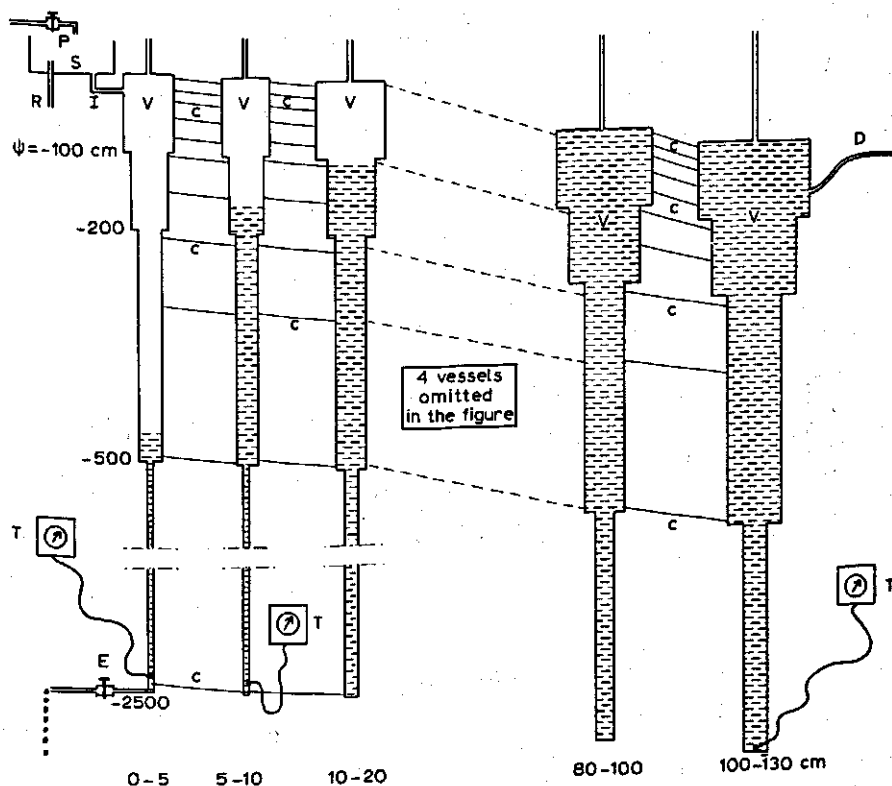 P
S
R
I
V
V
V
C
C
ψ=-100 cm
C
D
V
V
C
-200
C
C
C
4 vessels
omitted
in the figure
-500
C
T
T
T
E
C
-2500
0-5
5-10
10-20
80-100
100-130 cm